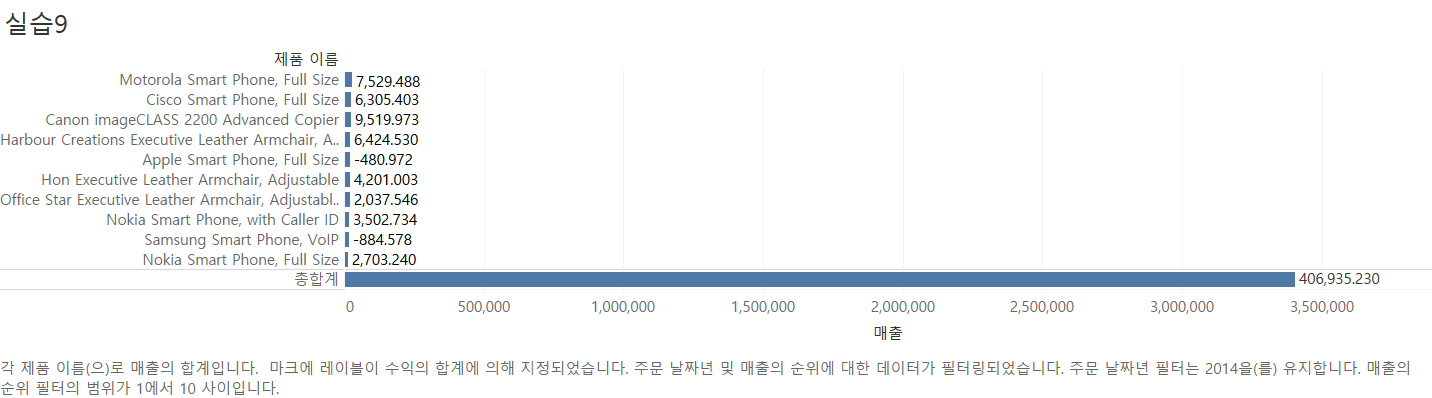 실습9
제품 이름
Motorola Smart Phone, Full Size 7,529.488
Cisco Smart Phone, Full Size 6,305.403
Canon imageCLASS 2200 Advanced Copier 9,519.973
Harbour Creations Executive Leather Armchair, A.. 6,424.530
Apple Smart Phone, Full Size -480.972
Hon Executive Leather Armchair, Adjustable 4,201.003
Office Star Executive Leather Armchair, Adjustabl.. 2,037.546
Nokia Smart Phone, with Caller ID 3,502.734
Samsung Smart Phone, VoIP -884.578
Nokia Smart Phone, Full Size 2,703.240
총합계 406,935.230
0 500,000 1,000,000 1,500,000 2,000,000 2,500,000 3,000,000 3,500,000
매출
각 제품 이름(으)로 매출의 합계입니다. 마크에 레이블이 수익의 합계에 의해 지정되었습니다. 주문 날짜년 및 매출의 순위에 대한 데이터가 필터링되었습니다. 주문 날짜년 필터는 2014을(를) 유지합니다. 매출의
순위 필터의 범위가 1에서 10 사이입니다.